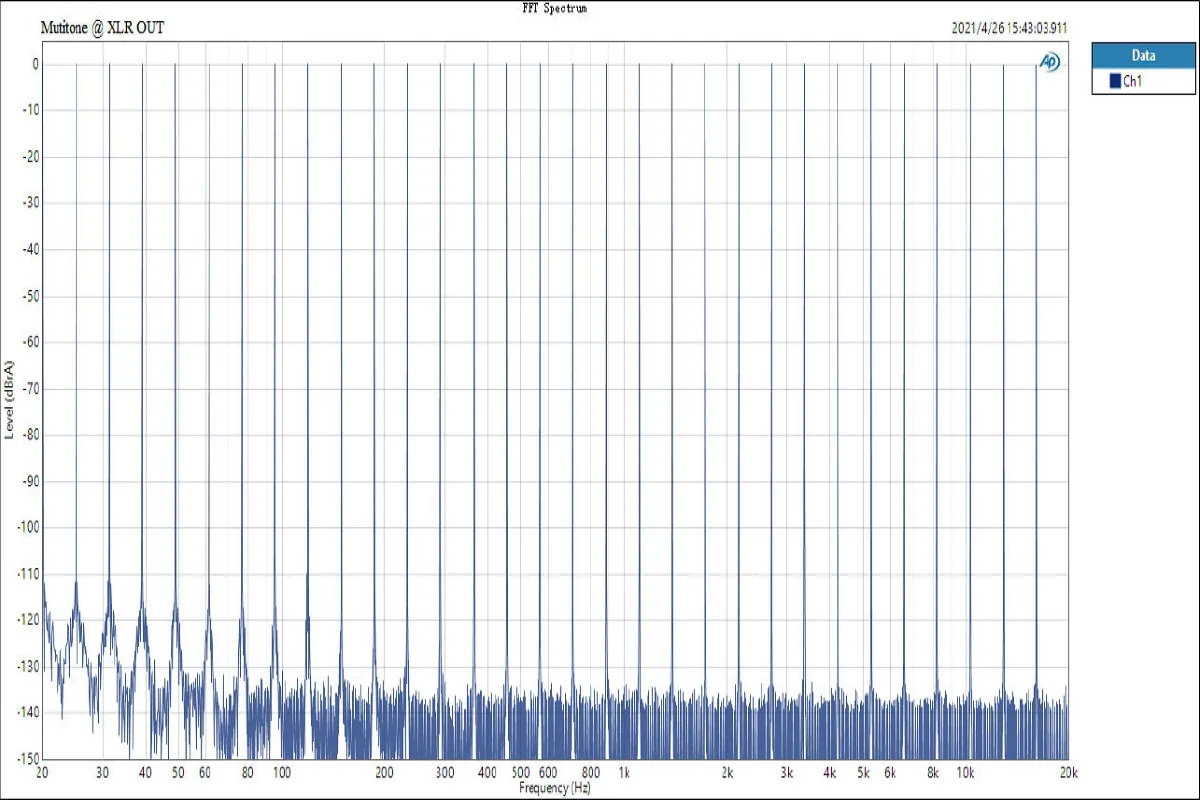 FFT Spectrum
Mutitone @ XLR OUT
2021/4/26 15:43:03.911
AP
Data
Ch1
0
-10
-20
-30
-40
-50
-60
-70
-80
-90
-100
-110
-120
-130
-140
-150
Level (dBrA)
20 30 40 50 60 80 100 200 300 400 500 600 800 1k 2k 3k 4k 5k 6k 8k 10k 20k
Frequency (Hz)